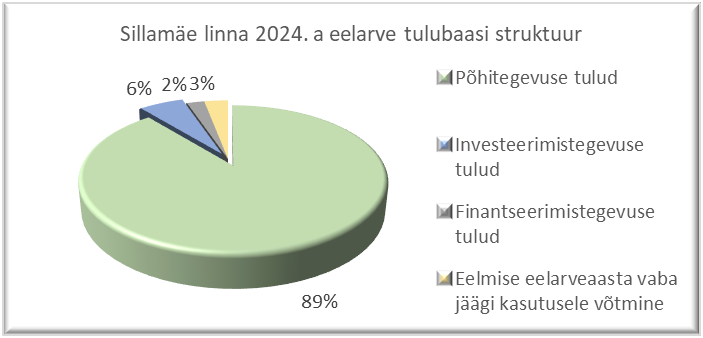 Sillamäe linna 2024. a eelarve tulubaasi struktuur
6%
2%
3%
89%
Põhitegevuse tulud
Investeerimistegevuse
tulud
Finantseerimistegevuse
tulud
Eelmise eelarveaasta vaba
jäägi kasutusele võtmine